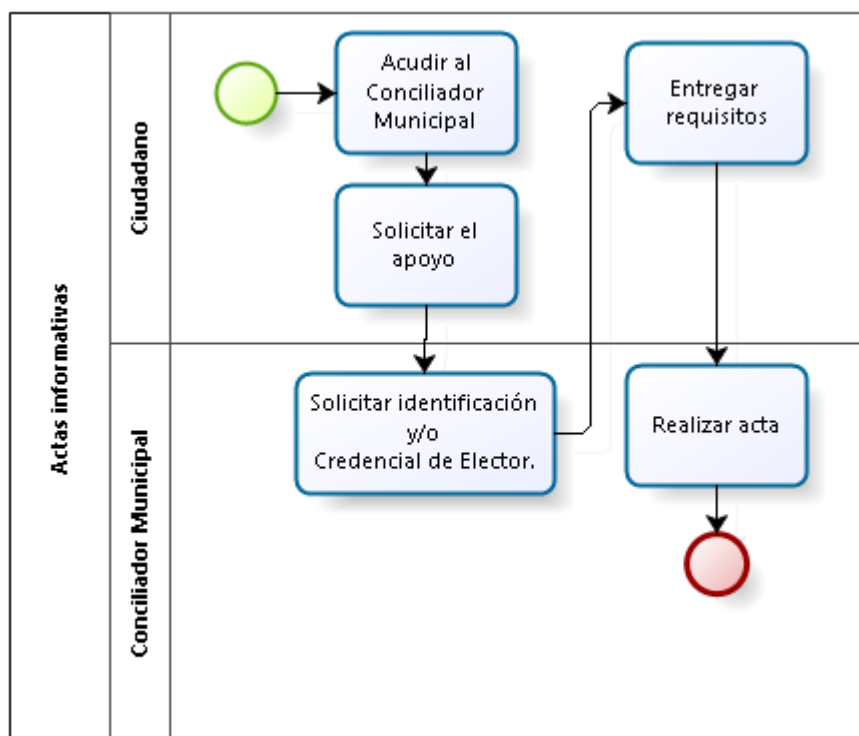 Actas informativas
Ciudadano
Acudir al
Conciliador
Municipal
Solicitar el
apoyo
Entregar
requisitos
Conciliador Municipal
Solicitar identificación
y/o
Credencial de Elector.
Realizar acta